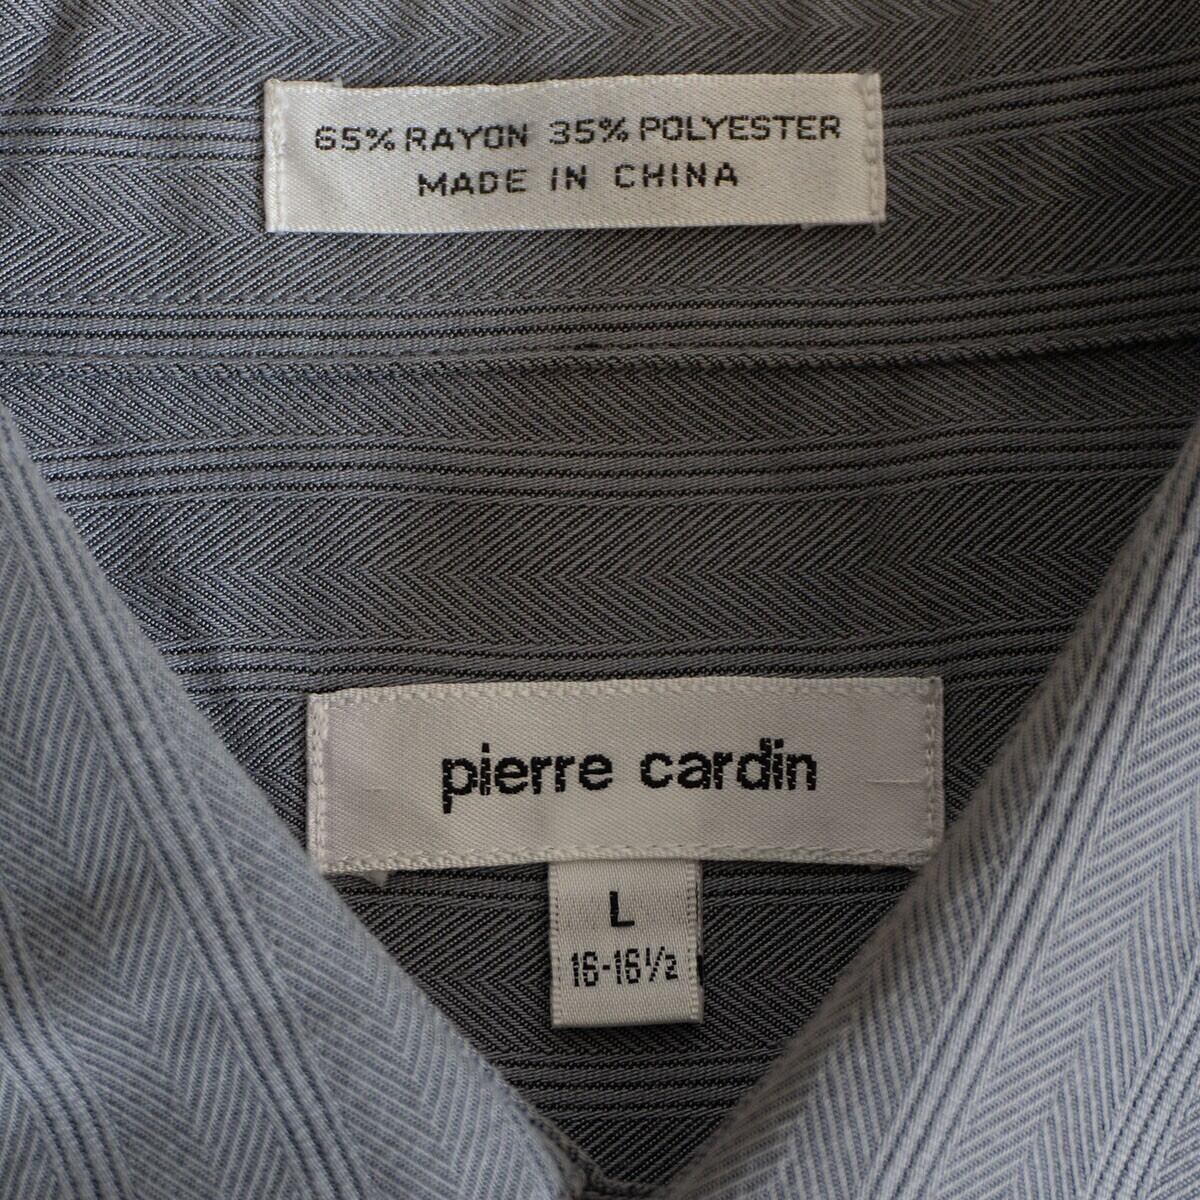 65% RAYON 35% POLYESTER
MADE IN CHINA
pierre cardin
L
16-16½